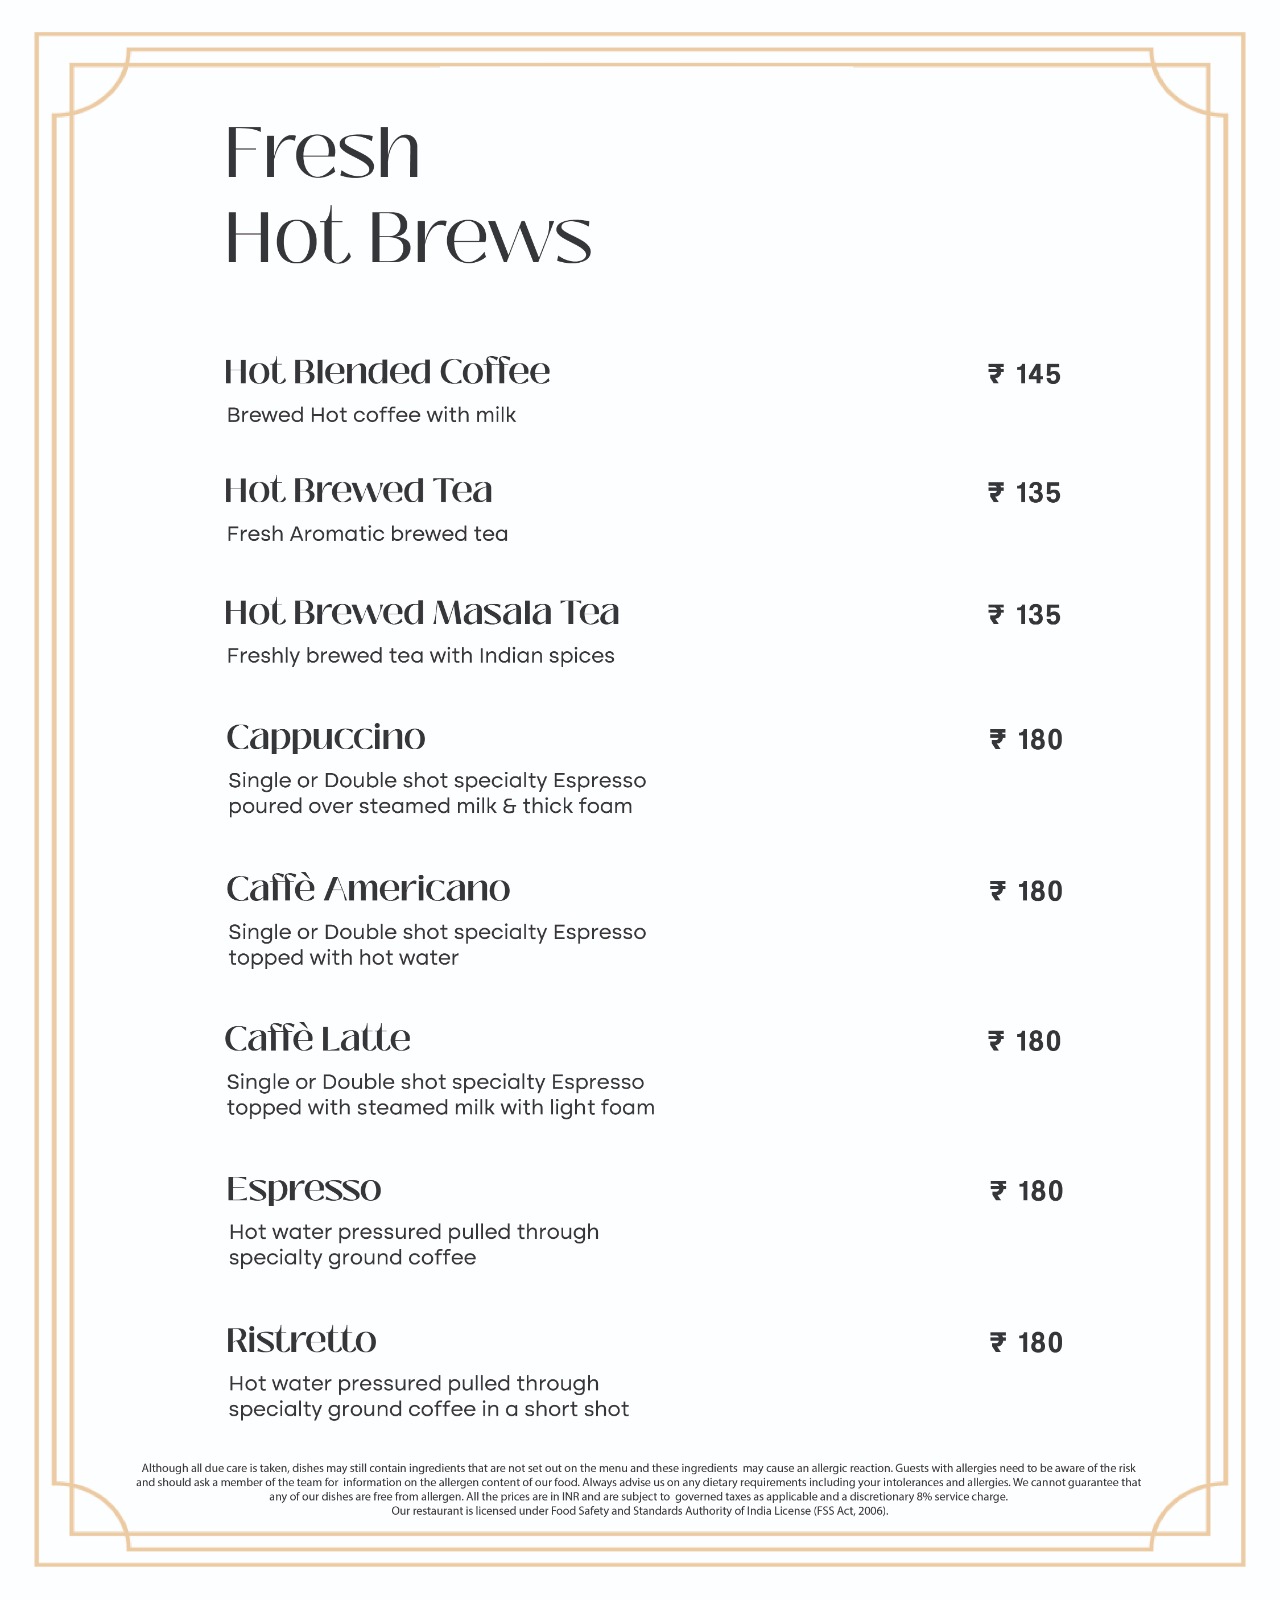 Fresh
Hot Brews
Hot Blended Coffee ₹ 145
Brewed Hot coffee with milk
Hot Brewed Tea ₹ 135
Fresh Aromatic brewed tea
Hot Brewed Masala Tea ₹ 135
Freshly brewed tea with Indian spices
Cappuccino ₹ 180
Single or Double shot specialty Espresso
poured over steamed milk & thick foam
Caffè Americano ₹ 180
Single or Double shot specialty Espresso
topped with hot water
Caffè Latte ₹ 180
Single or Double shot specialty Espresso
topped with steamed milk with light foam
Espresso ₹ 180
Hot water pressured pulled through
specialty ground coffee
Ristretto ₹ 180
Hot water pressured pulled through
specialty ground coffee in a short shot
Although all due care is taken, dishes may still contain ingredients that are not set out on the menu and these ingredients may cause an allergic reaction. Guests with allergies need to be aware of the risk
and should ask a member of the team for information on the allergen content of our food. Always advise us on any dietary requirements including your intolerances and allergies. We cannot guarantee that
any of our dishes are free from allergen. All the prices are in INR and are subject to governed taxes as applicable and a discretionary 8% service charge.
Our restaurant is licensed under Food Safety and Standards Authority of India License (FSS Act, 2006).